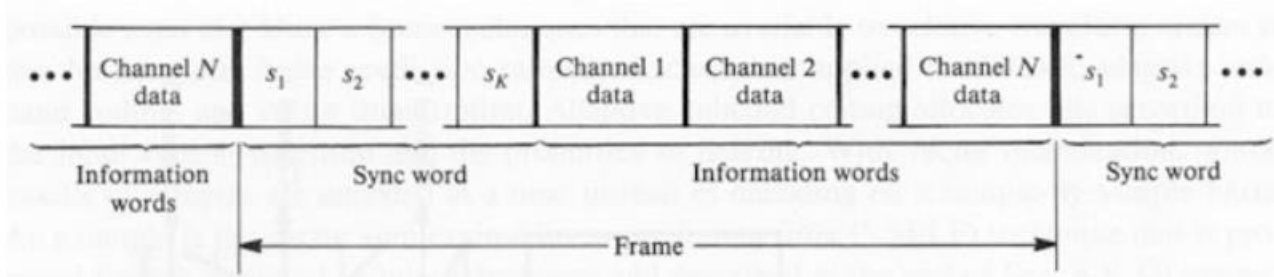 ••• Channel N data s₁ s₂ ••• s_K Channel 1 data Channel 2 data ••• Channel N data s₁ s₂ •••
Information words Sync word Information words Sync word
Frame